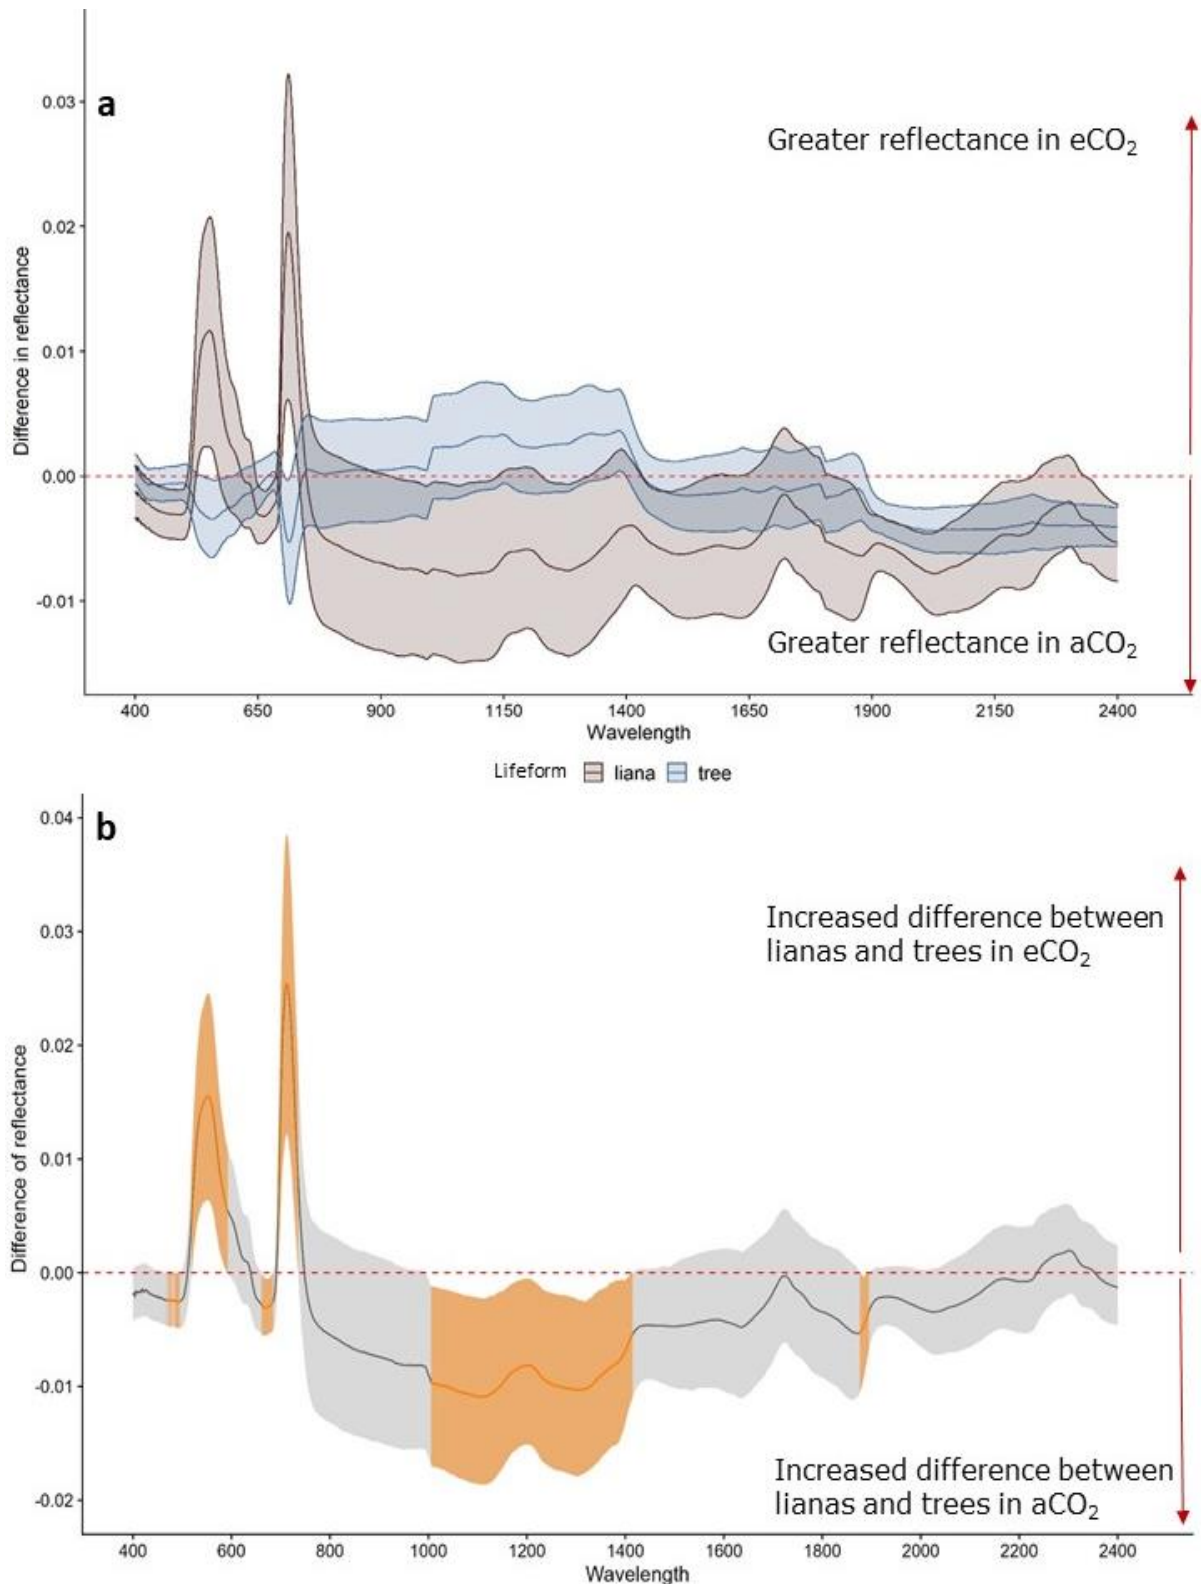 a
Greater reflectance in eCO₂
0.03
0.02
0.01
0.00
-0.01
Difference in reflectance
Greater reflectance in aCO₂
400 650 900 1150 1400 1650 1900 2150 2400
Wavelength
Lifeform liana tree
b
0.04
0.03
0.02
0.01
0.00
-0.01
-0.02
Difference of reflectance
Increased difference between
lianas and trees in eCO₂
Increased difference between
lianas and trees in aCO₂
400 600 800 1000 1200 1400 1600 1800 2000 2200 2400
Wavelength